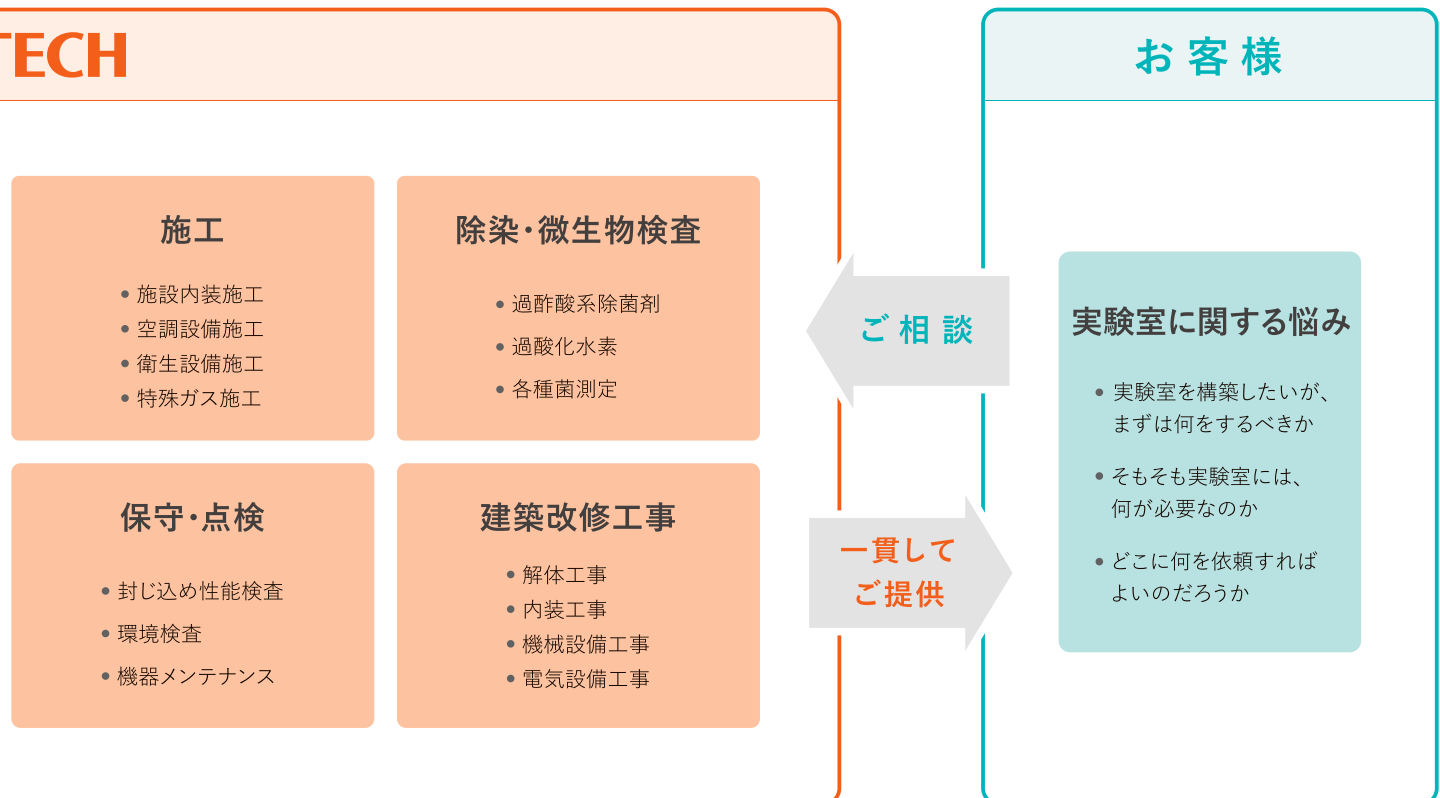 TECH
施工
• 施設内装施工
• 空調設備施工
• 衛生設備施工
• 特殊ガス施工
除染・微生物検査
• 過酢酸系除菌剤
• 過酸化水素
• 各種菌測定
保守・点検
• 封じ込め性能検査
• 環境検査
• 機器メンテナンス
建築改修工事
• 解体工事
• 内装工事
• 機械設備工事
• 電気設備工事
ご相談
一貫して
ご提供
お客様
実験室に関する悩み
• 実験室を構築したいが、
まずは何をするべきか
• そもそも実験室には、
何が必要なのか
• どこに何を依頼すれば
よいのだろうか